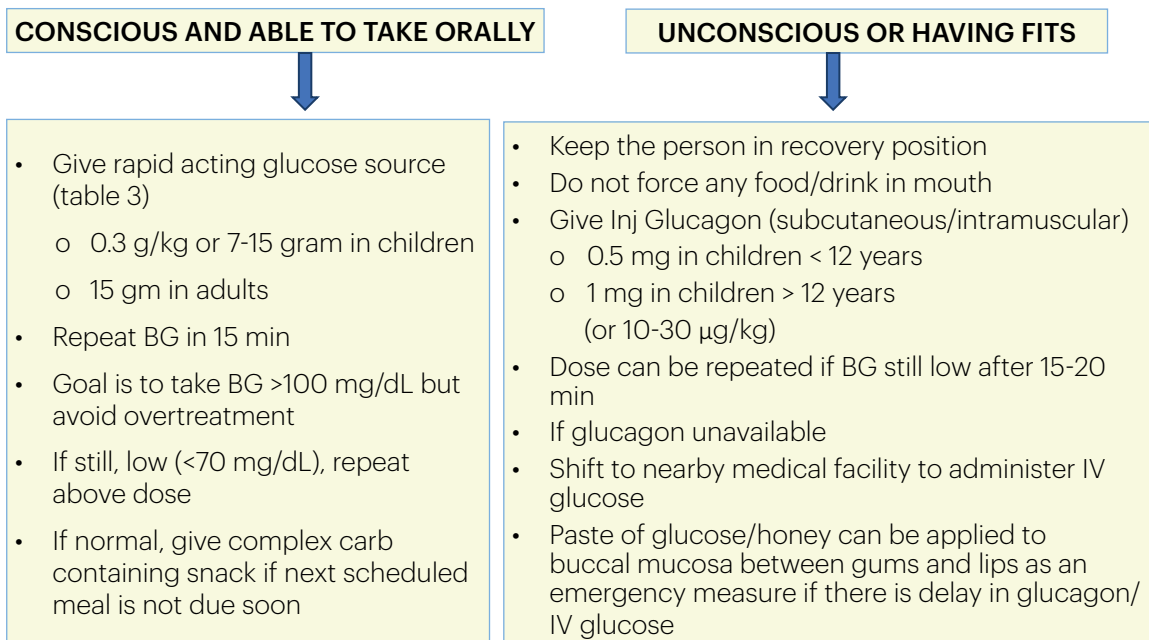 CONSCIOUS AND ABLE TO TAKE ORALLY
UNCONSCIOUS OR HAVING FITS
• Give rapid acting glucose source
(table 3)
o 0.3 g/kg or 7-15 gram in children
o 15 gm in adults
• Repeat BG in 15 min
• Goal is to take BG >100 mg/dL but
avoid overtreatment
• If still, low (<70 mg/dL), repeat
above dose
• If normal, give complex carb
containing snack if next scheduled
meal is not due soon
• Keep the person in recovery position
• Do not force any food/drink in mouth
• Give Inj Glucagon (subcutaneous/intramuscular)
o 0.5 mg in children < 12 years
o 1 mg in children > 12 years
(or 10-30 µg/kg)
• Dose can be repeated if BG still low after 15-20
min
• If glucagon unavailable
• Shift to nearby medical facility to administer IV
glucose
• Paste of glucose/honey can be applied to
buccal mucosa between gums and lips as an
emergency measure if there is delay in glucagon/
IV glucose